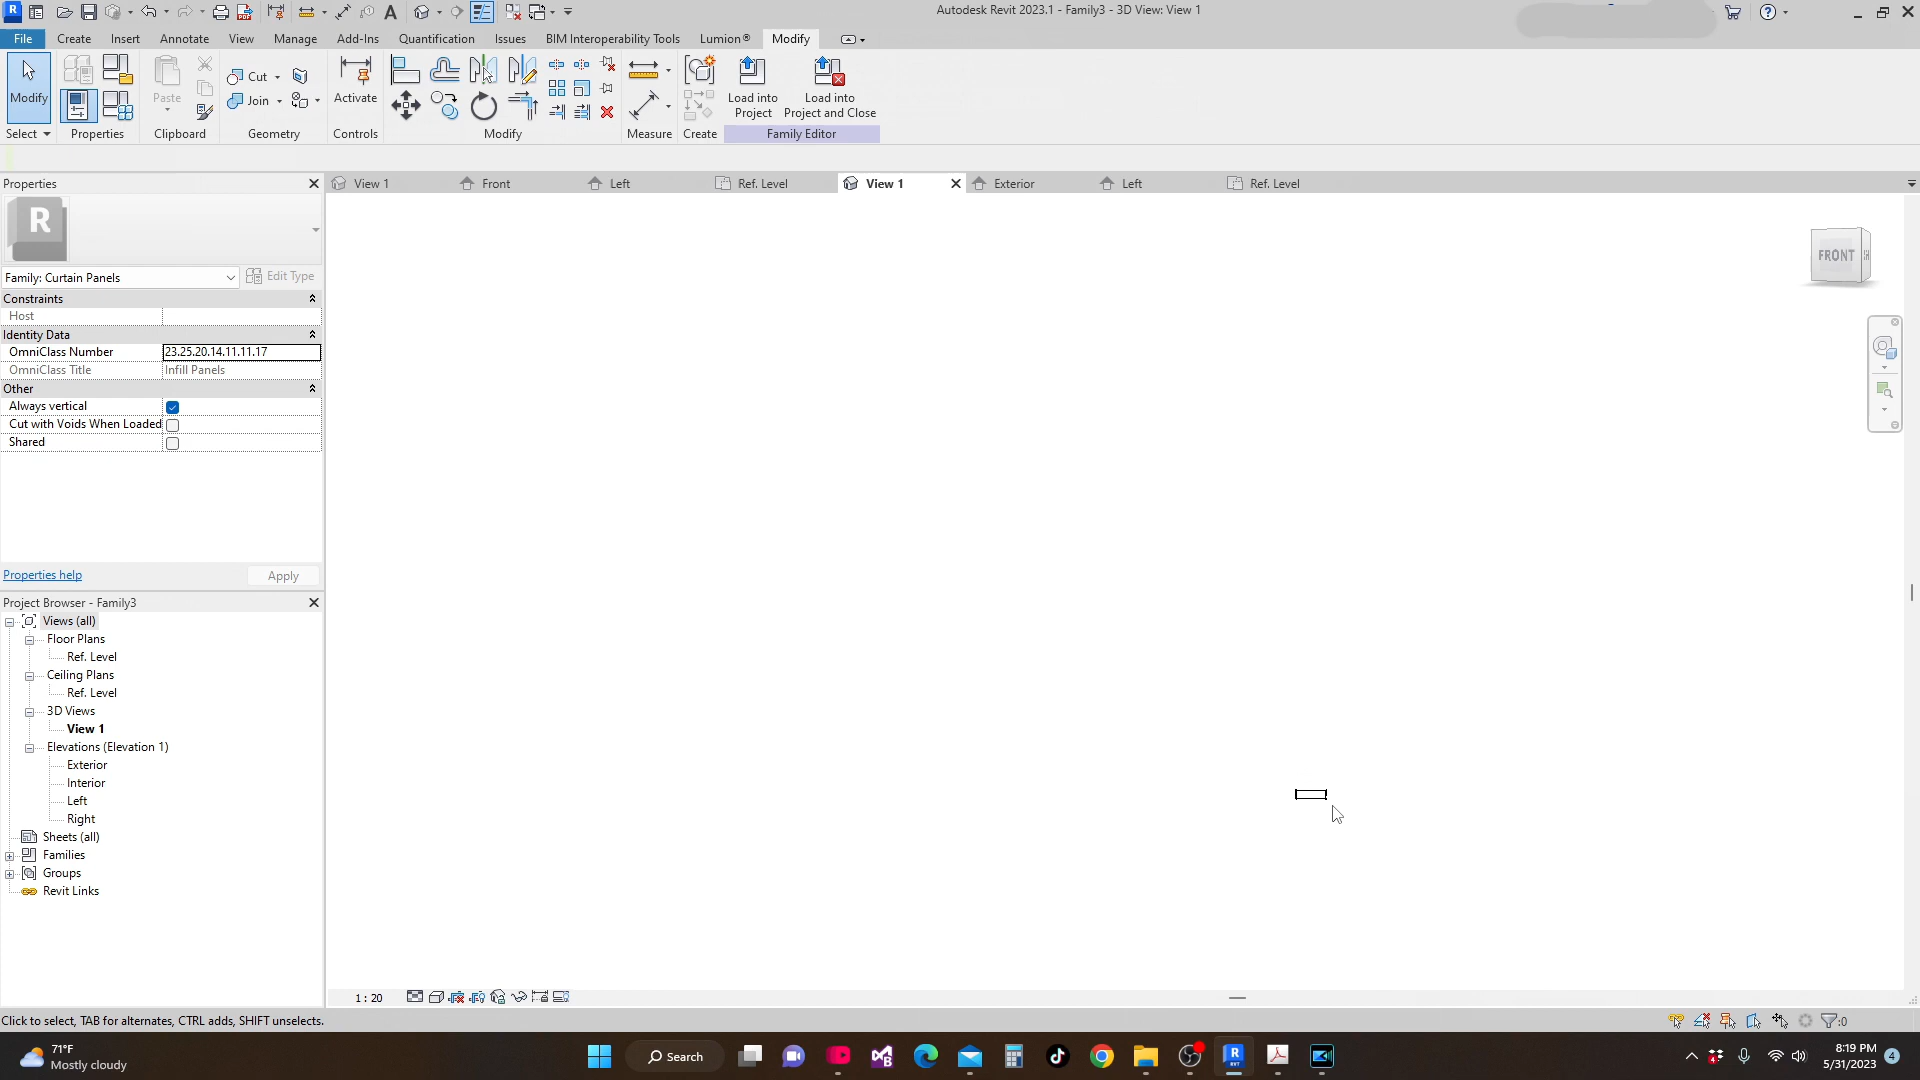 Autodesk Revit 2023.1 - Family3 - 3D View: View 1
File Create Insert Annotate View Manage Add-Ins Quantification Issues BIM Interoperability Tools Lumion® Modify
Modify
Paste
Cut
Join
Activate
Load into
Project
Load into
Project and Close
Select Properties Clipboard Geometry Controls Modify Measure Create Family Editor
Properties
View 1 Front Left Ref. Level View 1 Exterior Left Ref. Level
R
Family: Curtain Panels Edit Type
Constraints
Host
Identity Data
OmniClass Number 23.25.20.14.11.11.17
OmniClass Title Infill Panels
Other
Always vertical
Cut with Voids When Loaded
Shared
Properties help Apply
FRONT
Project Browser - Family3
Views (all)
Floor Plans
Ref. Level
Ceiling Plans
Ref. Level
3D Views
View 1
Elevations (Elevation 1)
Exterior
Interior
Left
Right
Sheets (all)
Families
Groups
Revit Links
1 : 20
Click to select, TAB for alternates, CTRL adds, SHIFT unselects.
:0
71°F
Mostly cloudy
Search
8:19 PM
5/31/2023
4